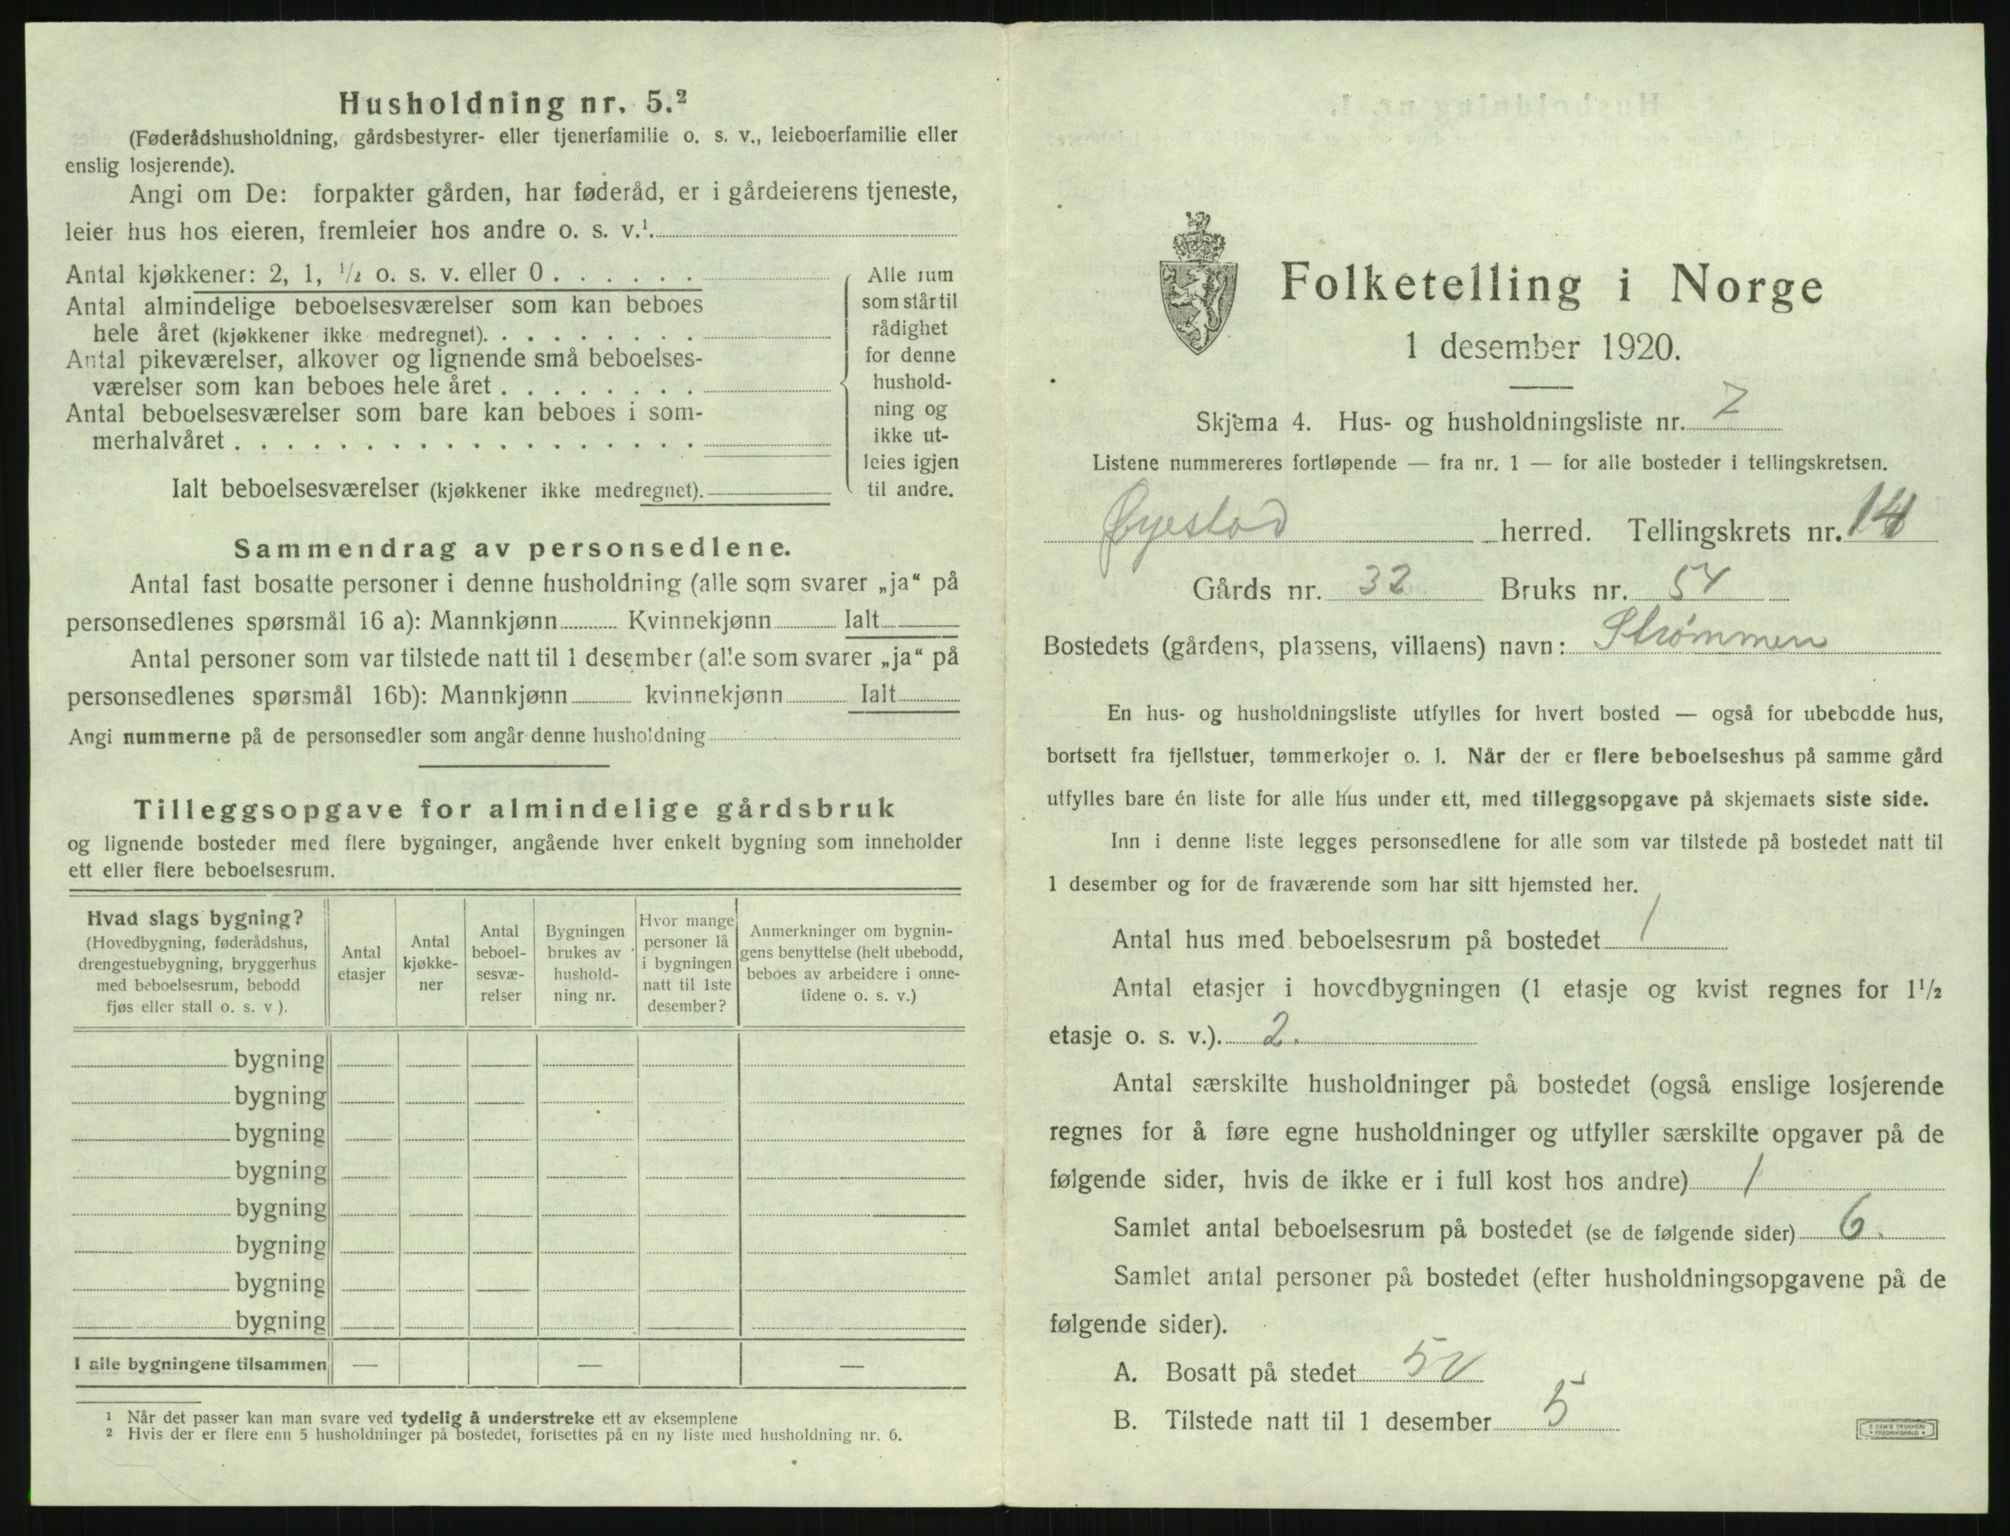 Husholdning nr. 5.²
(Føderådshusholdning, gårdsbestyrer- eller tjenerfamilie o. s. v., leieboerfamilie eller
enslig losjerende).
Angi om De: forpakter gården, har føderåd, er i gårdeierens tjeneste,
leier hus hos eieren, fremleier hos andre o. s. v.¹
Antal kjøkkener: 2, 1, ½ o. s. v. eller 0 . . . . . .
Antal almindelige beboelsesværelser som kan beboes
hele året (kjøkkener ikke medregnet). . . . . . . . .
Antal pikeværelser, alkover og lignende små beboelses-
værelser som kan beboes hele året . . . . . . . .
Antal beboelsesværelser som bare kan beboes i som-
merhalvåret . . . . . . . . . . . . . . . . . .
Ialt beboelsesværelser (kjøkkener ikke medregnet).
Alle rum
som står til
rådighet
for denne
hushold-
ning og
ikke ut-
leies igjen
til andre.
Sammendrag av personsedlene.
Antal fast bosatte personer i denne husholdning (alle som svarer „ja“ på
personsedlenes spørsmål 16 a): Mannkjønn Kvinnekjønn Ialt
Antal personer som var tilstede natt til 1 desember (alle som svarer „ja“ på
personsedlenes spørsmål 16b): Mannkjønn kvinnekjønn Ialt
Angi nummerne på de personsedler som angår denne husholdning
Tilleggsopgave for almindelige gårdsbruk
og lignende bosteder med flere bygninger, angående hver enkelt bygning som inneholder
ett eller flere beboelsesrum.
Hvad slags bygning?
(Hovedbygning, føderådshus,
drengestuebygning, bryggerhus
med beboelsesrum, bebodd
fjøs eller stall o. s. v ).
Antal
etasjer
Antal
kjøkke-
ner
Antal
beboel-
sesvæ-
relser
Bygningen
brukes av
hushold-
ning nr.
Hvor mange
personer lå
i bygningen
natt til 1ste
desember?
Anmerkninger om bygnin-
gens benyttelse (helt ubebodd,
beboes av arbeidere i onne-
tidene o. s. v.)
bygning
bygning
bygning
bygning
bygning
bygning
bygning
bygning
I alle bygningene tilsammen — — —
¹ Når det passer kan man svare ved tydelig å understreke ett av eksemplene
² Hvis der er flere enn 5 husholdninger på bostedet, fortsettes på en ny liste med husholdning nr. 6.
Folketelling i Norge
1 desember 1920.
Skjema 4. Hus- og husholdningsliste nr. 7
Listene nummereres fortløpende — fra nr. 1 — for alle bosteder i tellingskretsen.
Øyestad herred. Tellingskrets nr. 14
Gårds nr. 32 Bruks nr. 54
Bostedets (gårdens, plassens, villaens) navn: Strømmen
En hus- og husholdningsliste utfylles for hvert bosted — også for ubebodde hus,
bortsett fra fjellstuer, tømmerkojer o. l. Når der er flere beboelseshus på samme gård
utfylles bare én liste for alle hus under ett, med tilleggsopgave på skjemaets siste side.
Inn i denne liste legges personsedlene for alle som var tilstede på bostedet natt til
1 desember og for de fraværende som har sitt hjemsted her.
Antal hus med beboelsesrum på bostedet 1
Antal etasjer i hovedbygningen (1 etasje og kvist regnes for 1½
etasje o. s. v.). 2.
Antal særskilte husholdninger på bostedet (også enslige losjerende
regnes for å føre egne husholdninger og utfyller særskilte opgaver på de
følgende sider, hvis de ikke er i full kost hos andre) 1
Samlet antal beboelsesrum på bostedet (se de følgende sider) 6.
Samlet antal personer på bostedet (efter husholdningsopgavene på de
følgende sider).
A. Bosatt på stedet 5
B. Tilstede natt til 1 desember 5